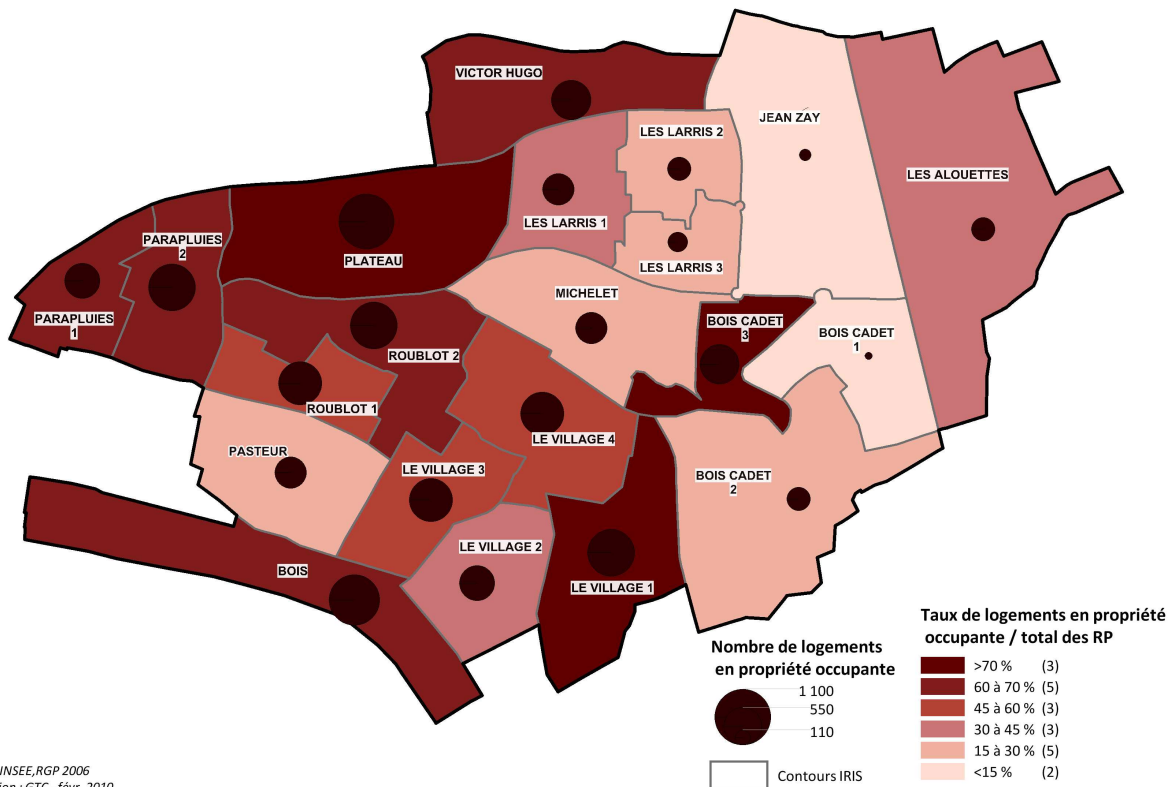 VICTOR HUGO
JEAN ZAY
LES LARRIS 2
LES ALOUETTES
LES LARRIS 1
PARAPLUIES
2
PLATEAU
LES LARRIS 3
MICHELET
PARAPLUIES
1
BOIS CADET
3
BOIS CADET
1
ROUBLOT 2
ROUBLOT 1
LE VILLAGE 4
PASTEUR
LE VILLAGE 3
BOIS CADET
2
LE VILLAGE 2
BOIS
LE VILLAGE 1
Nombre de logements
en propriété occupante
1 100
550
110
Contours IRIS
Taux de logements en propriété
occupante / total des RP
>70 % (3)
60 à 70 % (5)
45 à 60 % (3)
30 à 45 % (3)
15 à 30 % (5)
<15 % (2)
INSEE,RGP 2006